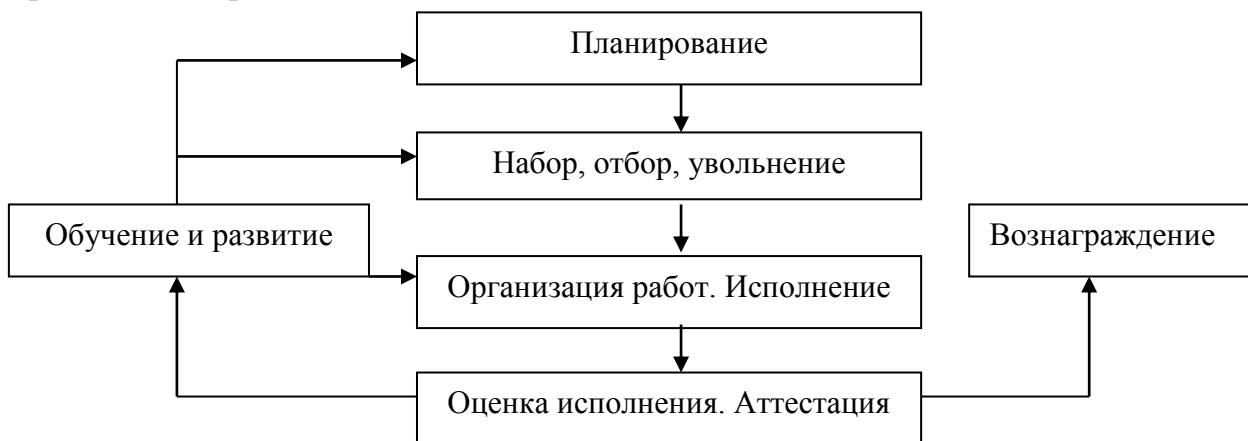 Планирование
Набор, отбор, увольнение
Обучение и развитие
Вознаграждение
Организация работ. Исполнение
Оценка исполнения. Аттестация